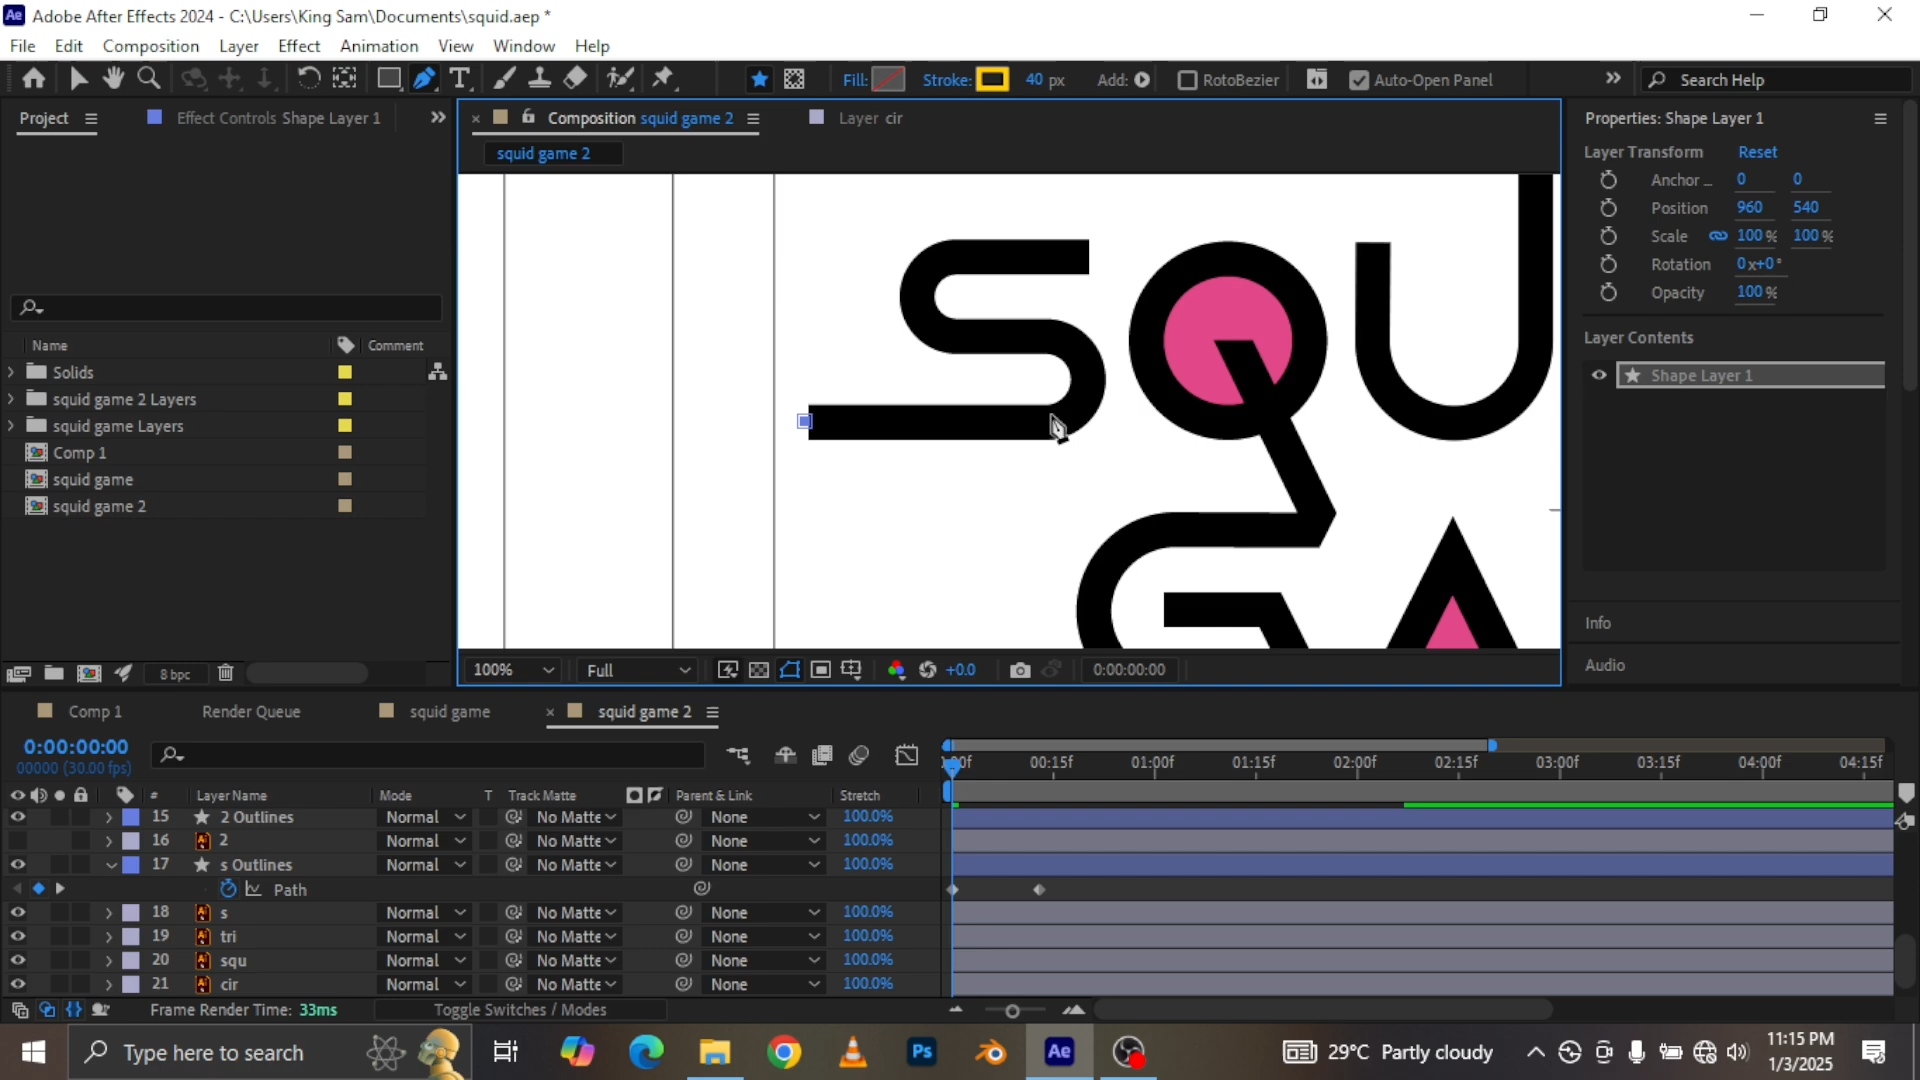 Ae Adobe After Effects 2024 - C:\Users\King Sam\Documents\squid.aep *
File Edit Composition Layer Effect Animation View Window Help
Fill: Stroke: 40 px Add: RotoBezier Auto-Open Panel Search Help
Project Effect Controls Shape Layer 1
Composition squid game 2 Layer cir
squid game 2
Properties: Shape Layer 1
Layer Transform Reset
Anchor ... 0 0
Position 960 540
Scale 100 % 100 %
Rotation 0x+0°
Opacity 100 %
Layer Contents
Shape Layer 1
Info
Audio
Name Comment
Solids
squid game 2 Layers
squid game Layers
Comp 1
squid game
squid game 2
SQU
GA
8 bpc
100% Full +0.0 0:00:00:00
Comp 1 Render Queue squid game squid game 2
0:00:00:00
00000 (30.00 fps)
00f 00:15f 01:00f 01:15f 02:00f 02:15f 03:00f 03:15f 04:00f 04:15f
# Layer Name Mode T Track Matte Parent & Link Stretch
15 2 Outlines Normal No Matte None 100.0%
16 2 Normal No Matte None 100.0%
17 s Outlines Normal No Matte None 100.0%
Path
18 s Normal No Matte None 100.0%
19 tri Normal No Matte None 100.0%
20 squ Normal No Matte None 100.0%
21 cir Normal No Matte None 100.0%
Frame Render Time: 33ms Toggle Switches / Modes
Type here to search Ps Ae 29°C Partly cloudy 11:15 PM
1/3/2025